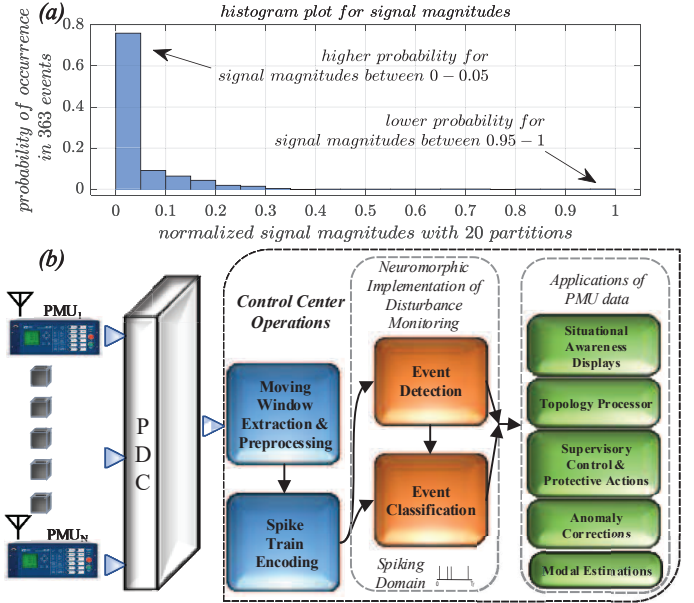 (a)
histogram plot for signal magnitudes
probability of occurrence
in 363 events
0.8
0.6
0.4
0.2
0
higher probability for
signal magnitudes between 0 − 0.05
lower probability for
signal magnitudes between 0.95 − 1
0 0.1 0.2 0.3 0.4 0.5 0.6 0.7 0.8 0.9 1
normalized signal magnitudes with 20 partitions
(b)
PMU1
PMUN
P
D
C
Control Center
Operations
Moving
Window
Extraction &
Preprocessing
Spike
Train
Encoding
Neuromorphic
Implementation of
Disturbance
Monitoring
Event
Detection
Event
Classification
Spiking
Domain
Applications of
PMU data
Situational
Awareness
Displays
Topology Processor
Supervisory
Control &
Protective Actions
Anomaly
Corrections
Modal Estimations